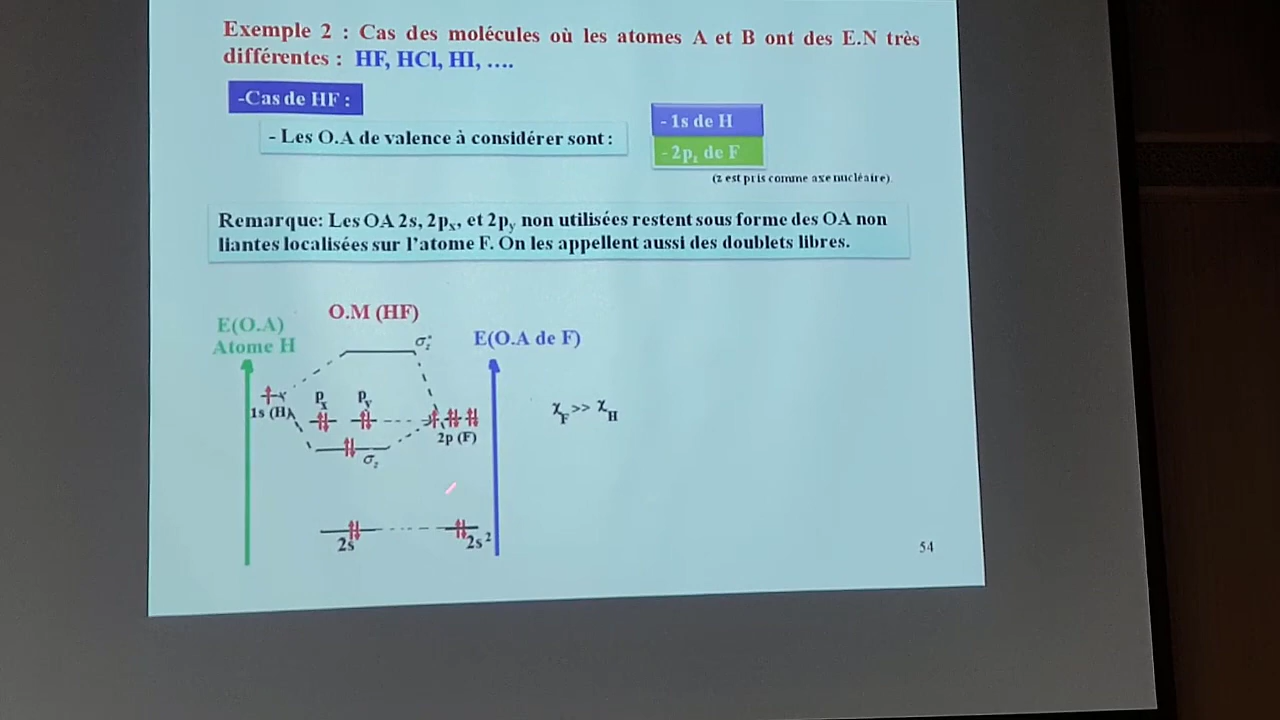 Exemple 2 : Cas des molécules où les atomes A et B ont des E.N très
différentes : HF, HCl, HI, ....
-Cas de HF :
- Les O.A de valence à considérer sont :
- 1s de H
- 2pz de F
(z est pris comme axe nucléaire).
Remarque: Les OA 2s, 2px, et 2py non utilisées restent sous forme des OA non
liantes localisées sur l'atome F. On les appellent aussi des doublets libres.
O.M (HF)
E(O.A)
Atome H
E(O.A de F)
σz*
1s (H)
px
py
2p (F)
χF >> χH
σz
2s
2s²
54